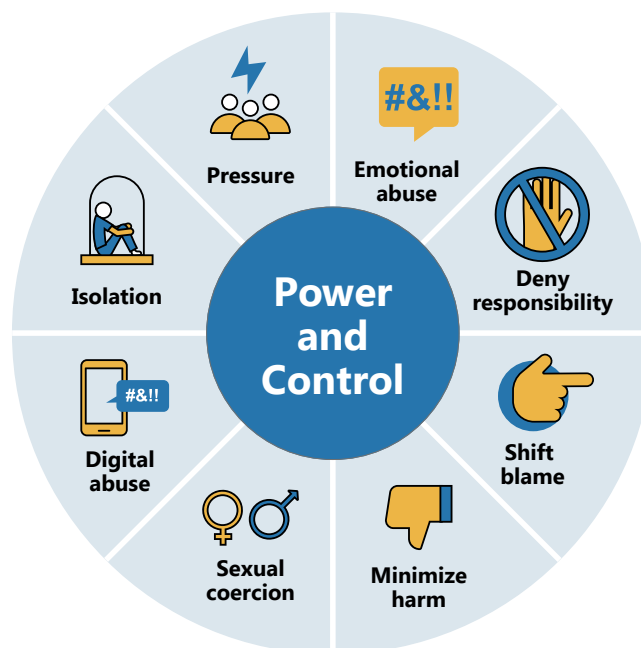 #&!!
Pressure
Emotional
abuse
Isolation
Deny
responsibility
Power
and
Control
#&!!
Digital
abuse
Shift
blame
Sexual
coercion
Minimize
harm